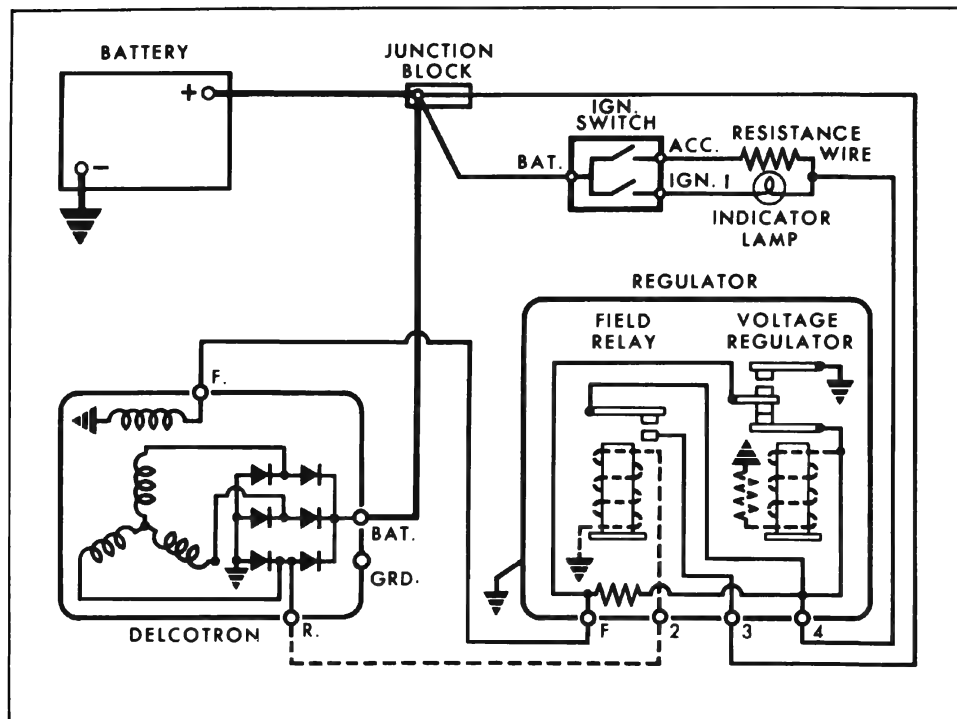 BATTERY
+
-
JUNCTION
BLOCK
IGN.
SWITCH
BAT.
ACC.
IGN. 1
RESISTANCE
WIRE
INDICATOR
LAMP
REGULATOR
FIELD
RELAY
VOLTAGE
REGULATOR
F.
BAT.
GRD.
DELCOTRON
R.
F
2
3
4